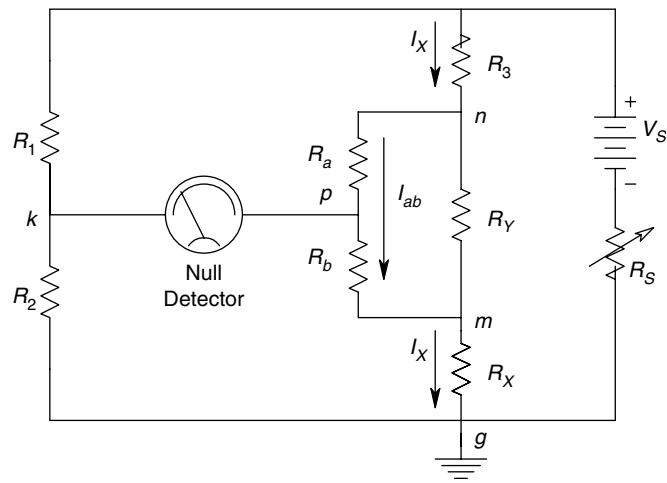 I_X
R_3
+
n
V_S
R_1
R_a
−
p
I_ab
k
R_Y
R_b
R_S
Null
Detector
R_2
m
I_X
R_X
g